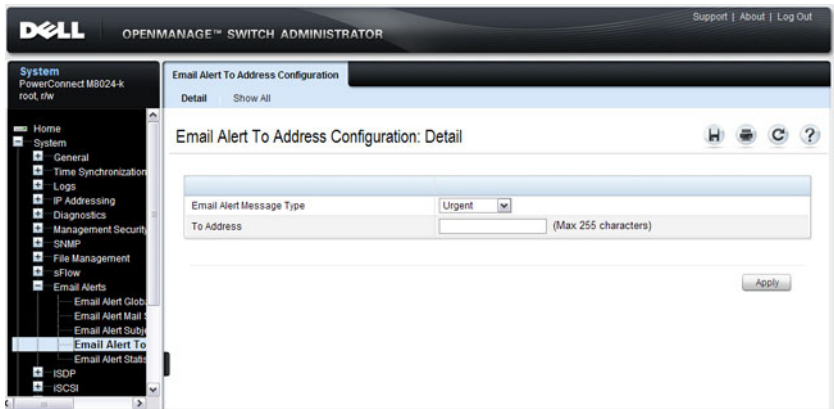 Support | About | Log Out
DELL OPENMANAGE™ SWITCH ADMINISTRATOR
System
PowerConnect M8024-k
root, r/w
Home
System
General
Time Synchronization
Logs
IP Addressing
Diagnostics
Management Security
SNMP
File Management
sFlow
Email Alerts
Email Alert Glob
Email Alert Mail S
Email Alert Subje
Email Alert To
Email Alert Statis
ISDP
iSCSI
Email Alert To Address Configuration
Detail Show All
Email Alert To Address Configuration: Detail
Email Alert Message Type Urgent
To Address (Max 255 characters)
Apply